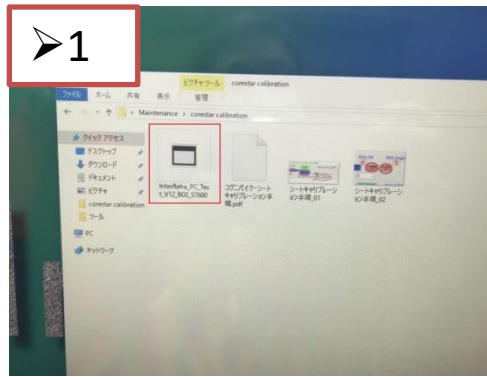 ➢1
ピクチャ ツール
corestar calibration
ファイル ホーム 共有 表示 管理
Maintenance › corestar calibration
クイック アクセス
デスクトップ
ダウンロード
ドキュメント
ピクチャ
corestar calibration
ツール
PC
ネットワーク
InterReha_PC_Tes
t_V12_B03_57600
コグニバイク-シート
キャリブレーション手
順.pdf
シートキャリブレーシ
ョン手順_01
シートキャリブレーシ
ョン手順_02